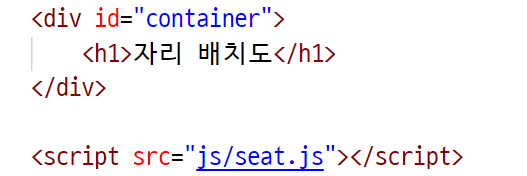 <div id="container">
    <h1>자리 배치도</h1>
</div>
<script src="js/seat.js"></script>